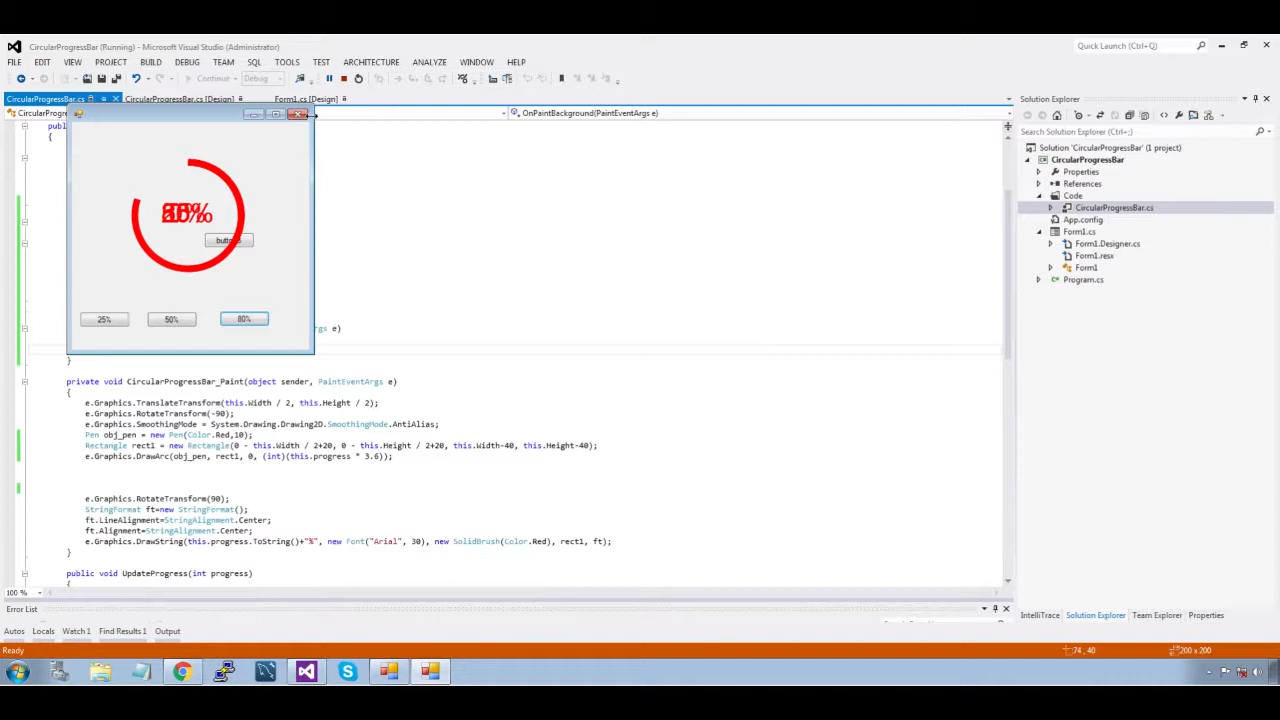 CircularProgressBar (Running) - Microsoft Visual Studio (Administrator)
Quick Launch (Ctrl+Q)
FILE EDIT VIEW PROJECT BUILD DEBUG TEAM SQL TOOLS TEST ARCHITECTURE ANALYZE WINDOW HELP
Continue Debug
CircularProgressBar.cs CircularProgressBar.cs [Design] Form1.cs [Design]
OnPaintBackground(PaintEventArgs e)
{
25% 50% 80%
e)
}
private void CircularProgressBar_Paint(object sender, PaintEventArgs e)
{
e.Graphics.TranslateTransform(this.Width / 2, this.Height / 2);
e.Graphics.RotateTransform(-90);
e.Graphics.SmoothingMode = System.Drawing.Drawing2D.SmoothingMode.AntiAlias;
Pen obj_pen = new Pen(Color.Red,10);
Rectangle rect1 = new Rectangle(0 - this.Width / 2+20, 0 - this.Height / 2+20, this.Width-40, this.Height-40);
e.Graphics.DrawArc(obj_pen, rect1, 0, (int)(this.progress * 3.6));
e.Graphics.RotateTransform(90);
StringFormat ft=new StringFormat();
ft.LineAlignment=StringAlignment.Center;
ft.Alignment=StringAlignment.Center;
e.Graphics.DrawString(this.progress.ToString()+"%", new Font("Arial", 30), new SolidBrush(Color.Red), rect1, ft);
}
public void UpdateProgress(int progress)
{
100 %
Error List
Autos Locals Watch 1 Find Results 1 Output
Ready
74 , 40
200 x 200
Solution Explorer
Search Solution Explorer (Ctrl+;)
Solution 'CircularProgressBar' (1 project)
CircularProgressBar
Properties
References
Code
CircularProgressBar.cs
App.config
Form1.cs
Form1.Designer.cs
Form1.resx
Form1
Program.cs
IntelliTrace Solution Explorer Team Explorer Properties